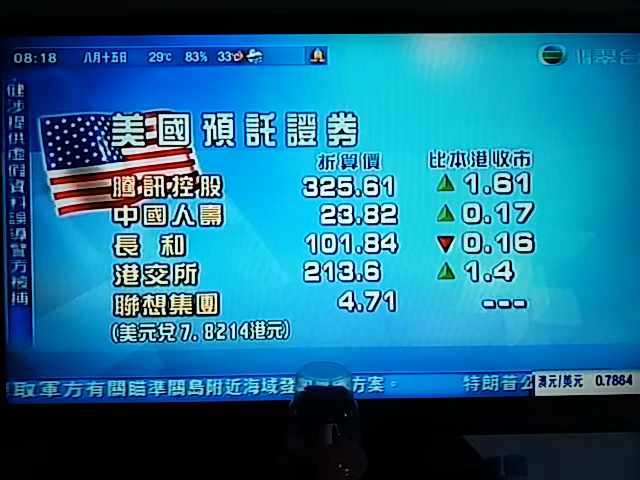 08:18 八月十五日 29℃ 83% 33℃
翡翠台
美國預託證券
折算價 比本港收市
騰訊控股 325.61 ▲ 1.61
中國人壽 23.82 ▲ 0.17
長和 101.84 ▼ 0.16
港交所 213.6 ▲ 1.4
聯想集團 4.71 ---
(美元兌7.8214港元)
涉提供虛假資料誤導警方被捕
取軍方有關瞄準關島附近海域發 方案。 特朗普公
澳元/美元 0.7864